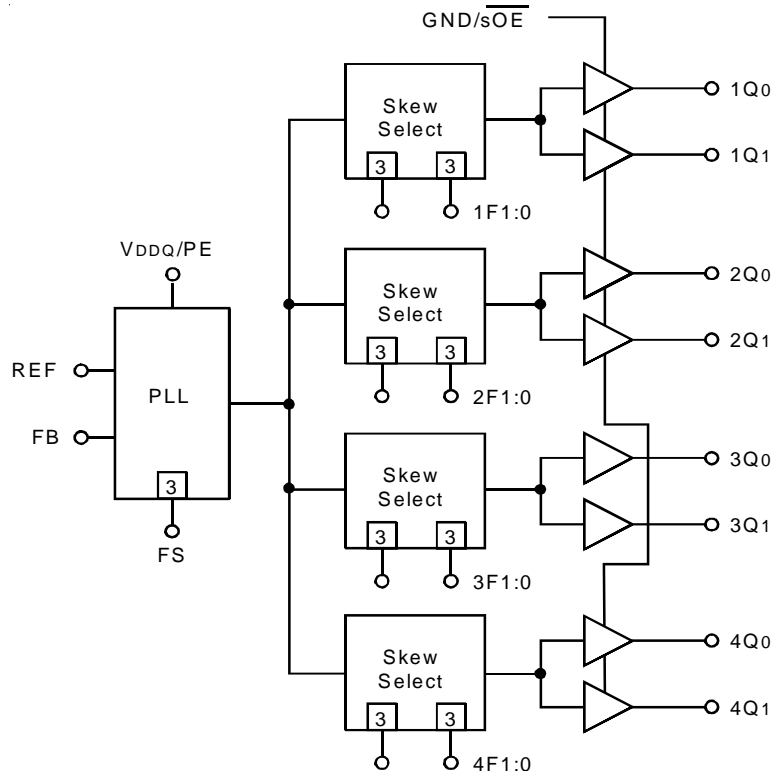 GND/sOE
Skew
Select
3 3
1F1:0
1Q0
1Q1
VDDQ/PE
Skew
Select
3 3
2F1:0
2Q0
2Q1
REF
PLL
FB
3
FS
Skew
Select
3 3
3F1:0
3Q0
3Q1
Skew
Select
3 3
4F1:0
4Q0
4Q1